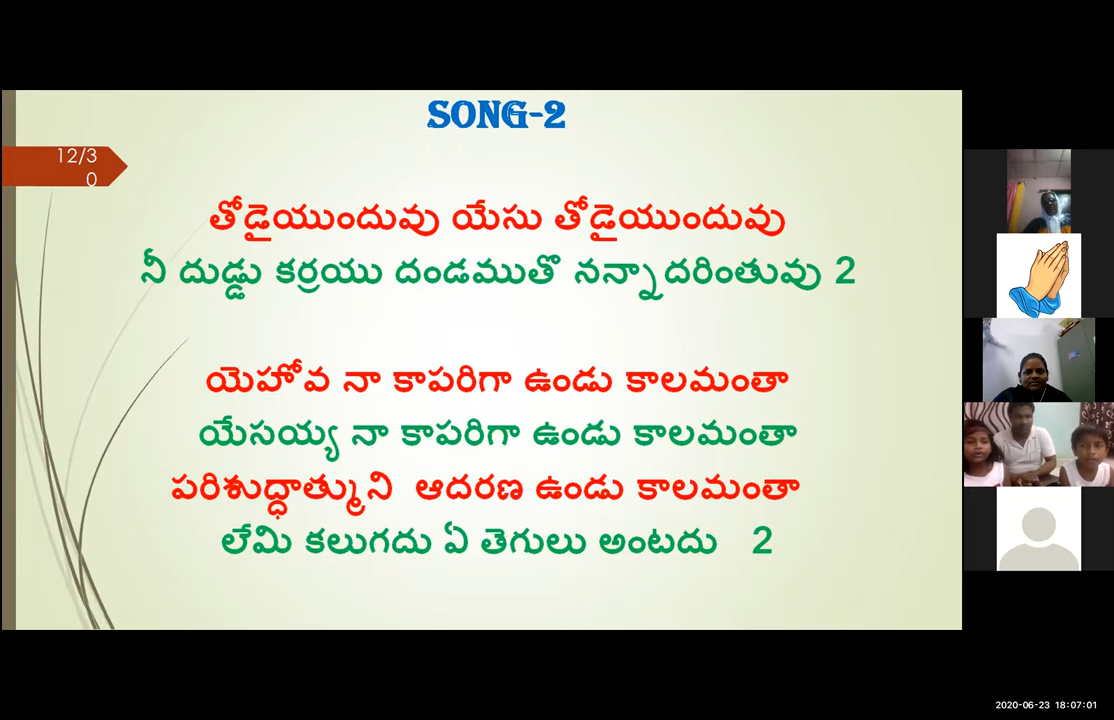 SONG-2
12/3
0
తోడైయుందువు యేసు తోడైయుందువు
నీ దుడ్డు కర్రయు దండముతొ నన్నాదరింతువు 2
యెహోవ నా కాపరిగా ఉండు కాలమంతా
యేసయ్య నా కాపరిగా ఉండు కాలమంతా
పరిశుద్ధాత్ముని ఆదరణ ఉండు కాలమంతా
లేమి కలుగదు ఏ తెగులు అంటదు 2
2020-06-23 18:07:01